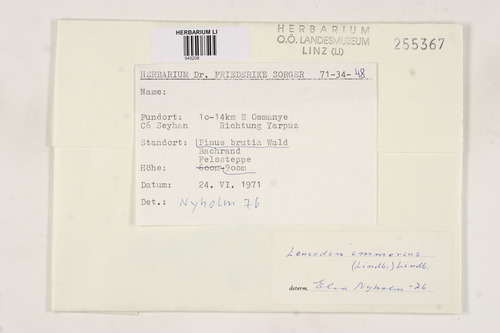 HERBARIUM LI
943208
HERBARIUM
O.Ö. LANDESMUSEUM
LINZ (LI)
255367
HERBARIUM Dr. FRIEDERIKE SORGER 71-34-48
Name:
Fundort: 1o-14km E Osmanye
C6 Seyhan Richtung Yarpuz
Standort: Pinus brutia Wald
Bachrand
Felssteppe
Höhe: 600m-900m
Datum: 24. VI. 1971
Det.: Nyholm 76
Leucodon immersus
(Lindb.) Lindb.
determ. Elsa Nyholm -76